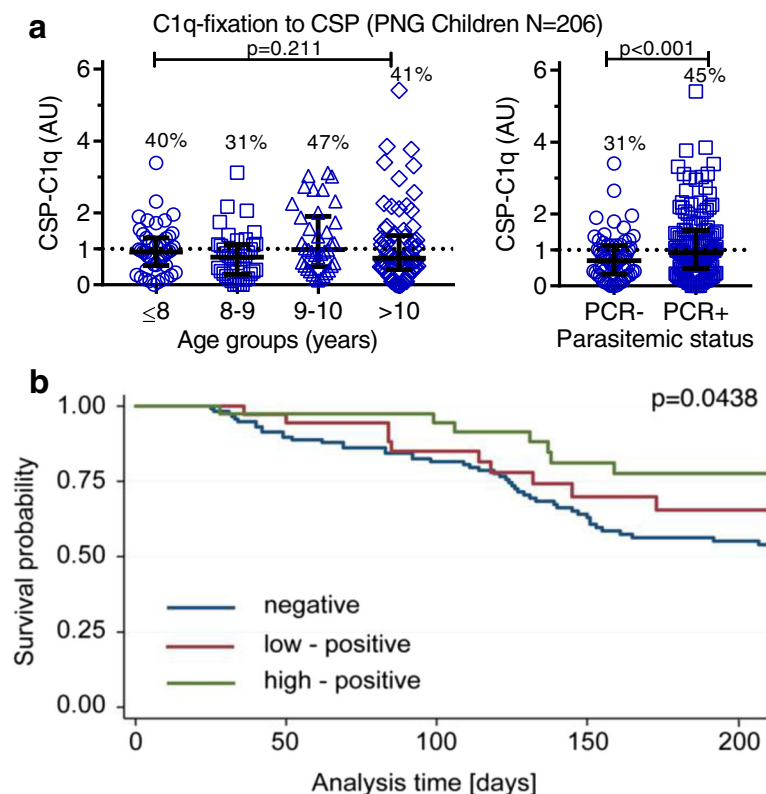 a
C1q-fixation to CSP (PNG Children N=206)
p=0.211
CSP-C1q (AU)
6
4
2
1
0
40%
31%
47%
41%
≤8
8-9
9-10
>10
Age groups (years)
p<0.001
CSP-C1q (AU)
6
4
2
1
0
31%
45%
PCR-
PCR+
Parasitemic status
b
p=0.0438
Survival probability
1.00
0.75
0.50
0.25
0.00
negative
low - positive
high - positive
0
50
100
150
200
Analysis time [days]